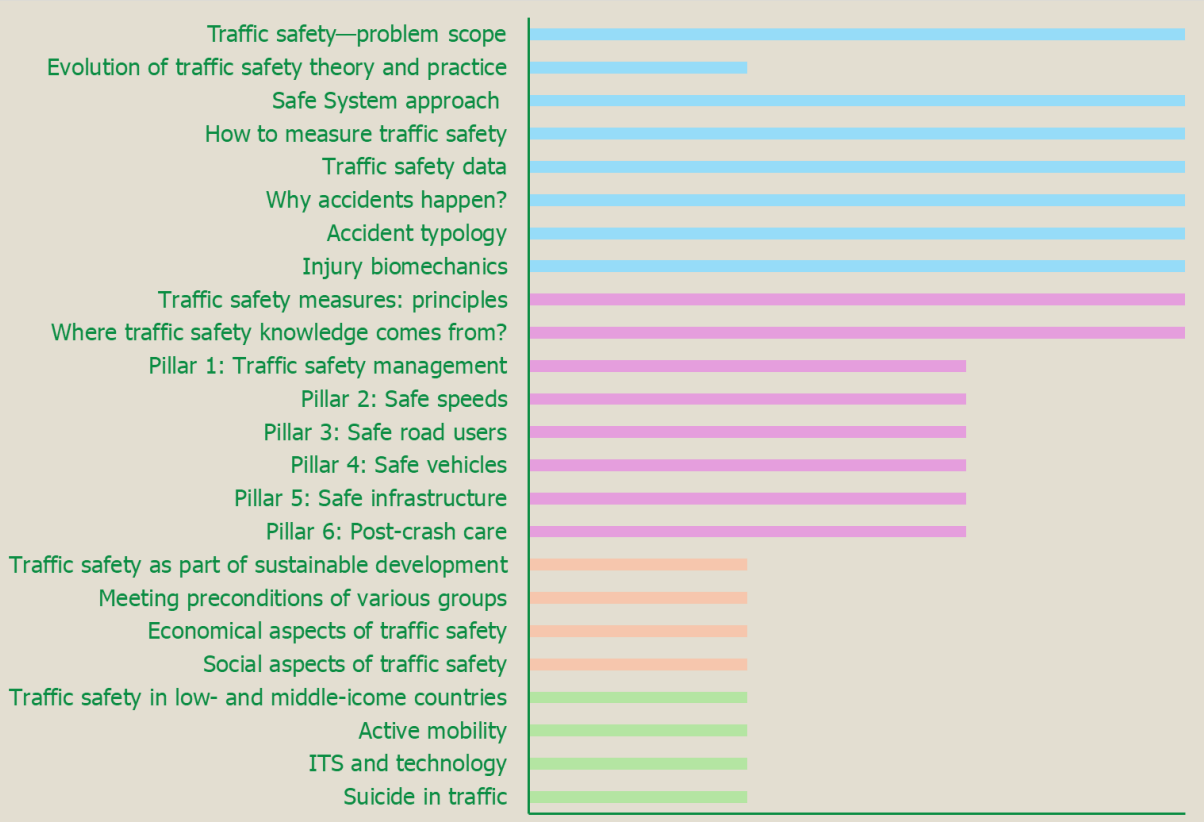 Traffic safety—problem scope
Evolution of traffic safety theory and practice
Safe System approach
How to measure traffic safety
Traffic safety data
Why accidents happen?
Accident typology
Injury biomechanics
Traffic safety measures: principles
Where traffic safety knowledge comes from?
Pillar 1: Traffic safety management
Pillar 2: Safe speeds
Pillar 3: Safe road users
Pillar 4: Safe vehicles
Pillar 5: Safe infrastructure
Pillar 6: Post-crash care
Traffic safety as part of sustainable development
Meeting preconditions of various groups
Economical aspects of traffic safety
Social aspects of traffic safety
Traffic safety in low- and middle-icome countries
Active mobility
ITS and technology
Suicide in traffic